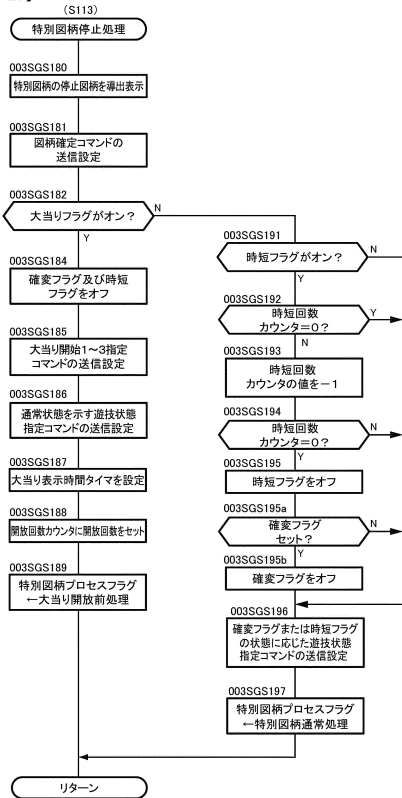 (S113)
特別図柄停止処理
003SGS180
特別図柄の停止図柄を導出表示
003SGS181
図柄確定コマンドの
送信設定
003SGS182
大当りフラグがオン？
N
Y
003SGS184
確変フラグ及び時短
フラグをオフ
003SGS185
大当り開始1～3指定
コマンドの送信設定
003SGS186
通常状態を示す遊技状態
指定コマンドの送信設定
003SGS187
大当り表示時間タイマを設定
003SGS188
開放回数カウンタに開放回数をセット
003SGS189
特別図柄プロセスフラグ
←大当り開放前処理
003SGS191
時短フラグがオン？
N
Y
003SGS192
時短回数
カウンタ＝0？
Y
N
003SGS193
時短回数
カウンタの値を－1
003SGS194
時短回数
カウンタ＝0？
N
Y
003SGS195
時短フラグをオフ
003SGS195a
確変フラグ
セット？
N
Y
003SGS195b
確変フラグをオフ
003SGS196
確変フラグまたは時短フラグ
の状態に応じた遊技状態
指定コマンドの送信設定
003SGS197
特別図柄プロセスフラグ
←特別図柄通常処理
リターン